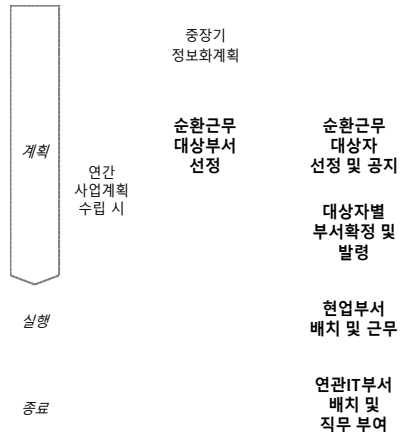 중장기
정보화계획
계획
연간
사업계획
수립 시
순환근무
대상부서
선정
순환근무
대상자
선정 및 공지
대상자별
부서확정 및
발령
실행
현업부서
배치 및 근무
종료
연관IT부서
배치 및
직무 부여